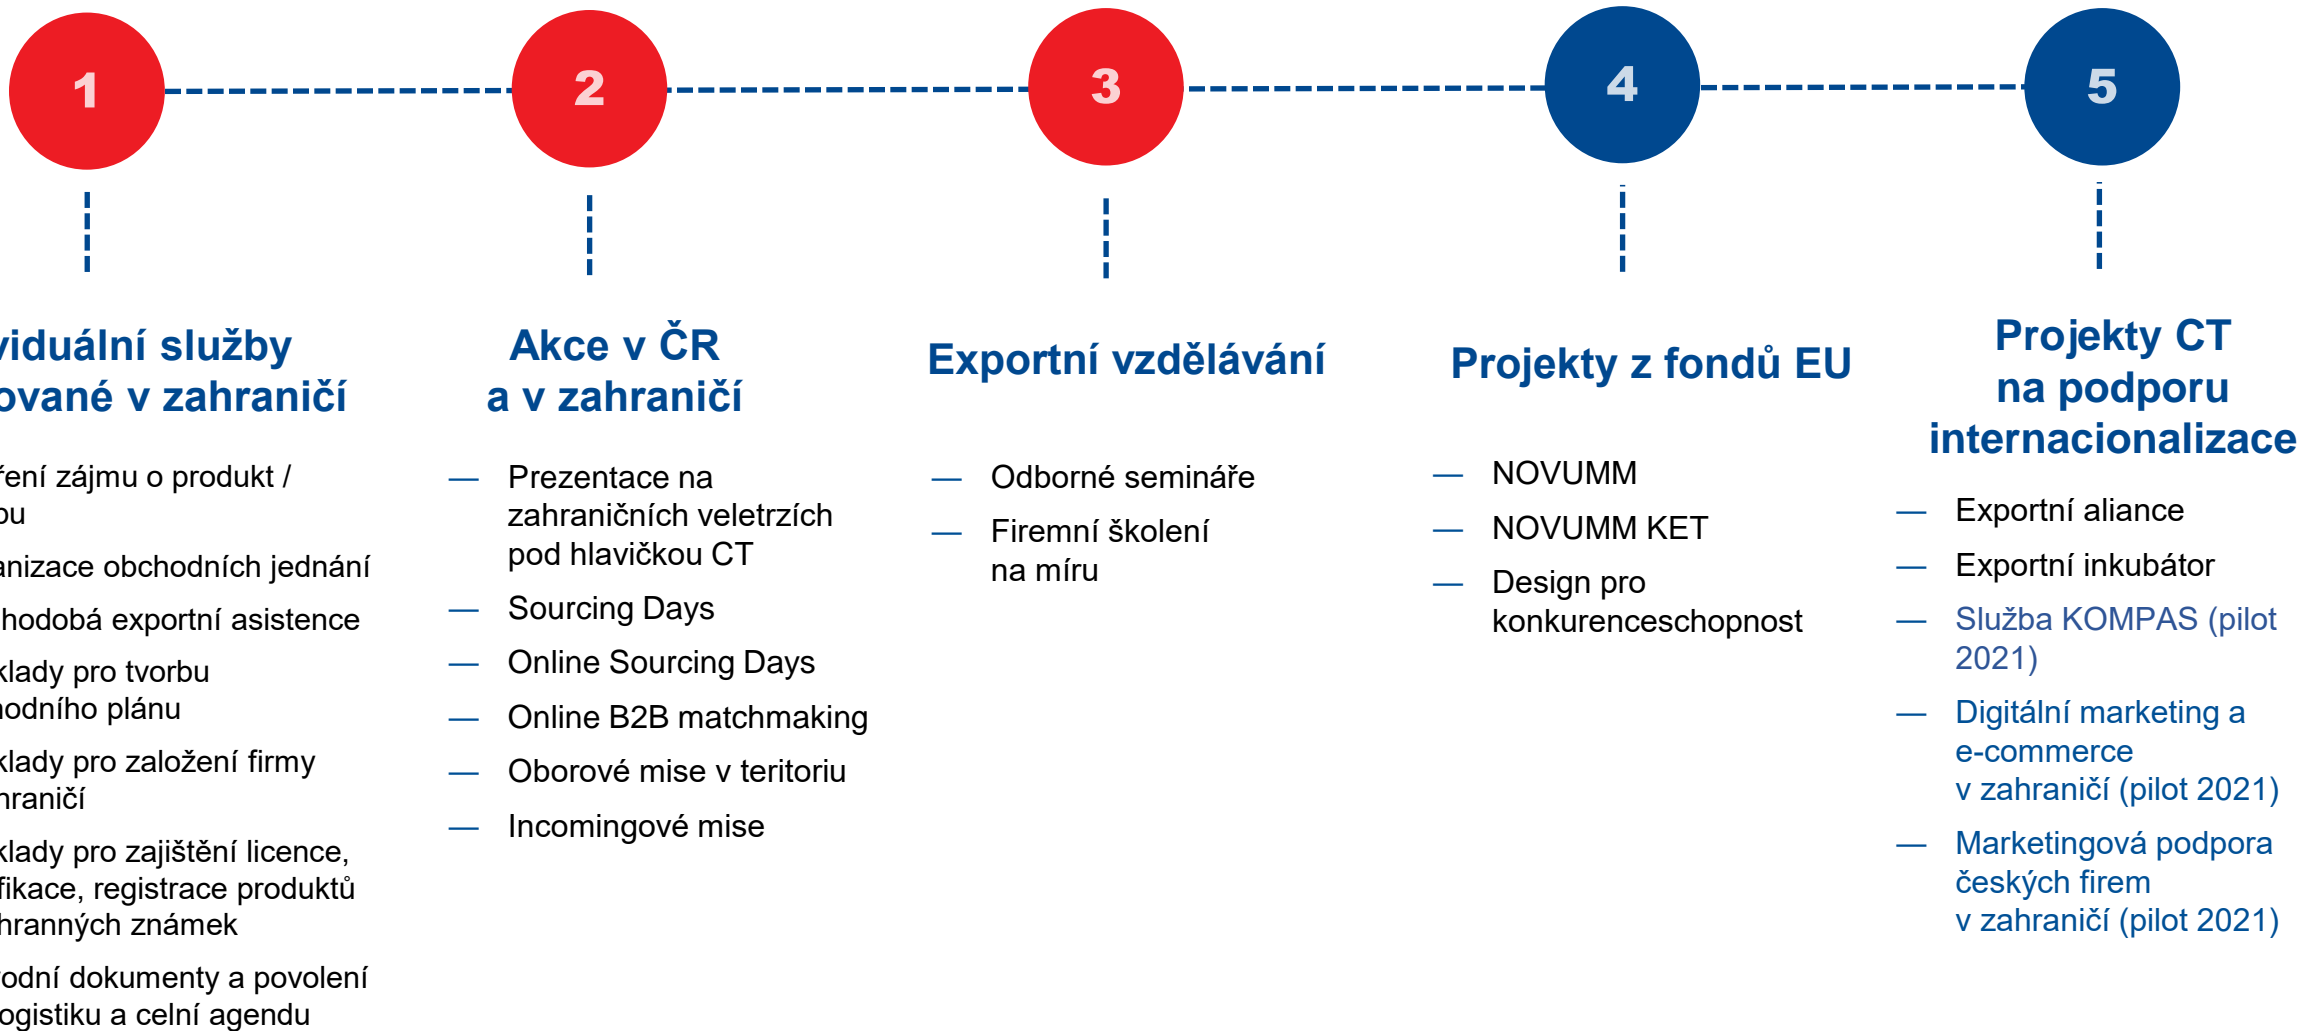 1
2
3
4
5
viduální služby
ované v zahraničí
ření zájmu o produkt /
bu
anizace obchodních jednání
hodobá exportní asistence
klady pro tvorbu
hodního plánu
klady pro založení firmy
hraničí
klady pro zajištění licence,
fikace, registrace produktů
hranných známek
odní dokumenty a povolení
ogistiku a celní agendu
Akce v ČR
a v zahraničí
— Prezentace na
zahraničních veletrzích
pod hlavičkou CT
— Sourcing Days
— Online Sourcing Days
— Online B2B matchmaking
— Oborové mise v teritoriu
— Incomingové mise
Exportní vzdělávání
— Odborné semináře
— Firemní školení
na míru
Projekty z fondů EU
— NOVUMM
— NOVUMM KET
— Design pro
konkurenceschopnost
Projekty CT
na podporu
internacionalizace
— Exportní aliance
— Exportní inkubátor
— Služba KOMPAS (pilot
2021)
— Digitální marketing a
e-commerce
v zahraničí (pilot 2021)
— Marketingová podpora
českých firem
v zahraničí (pilot 2021)